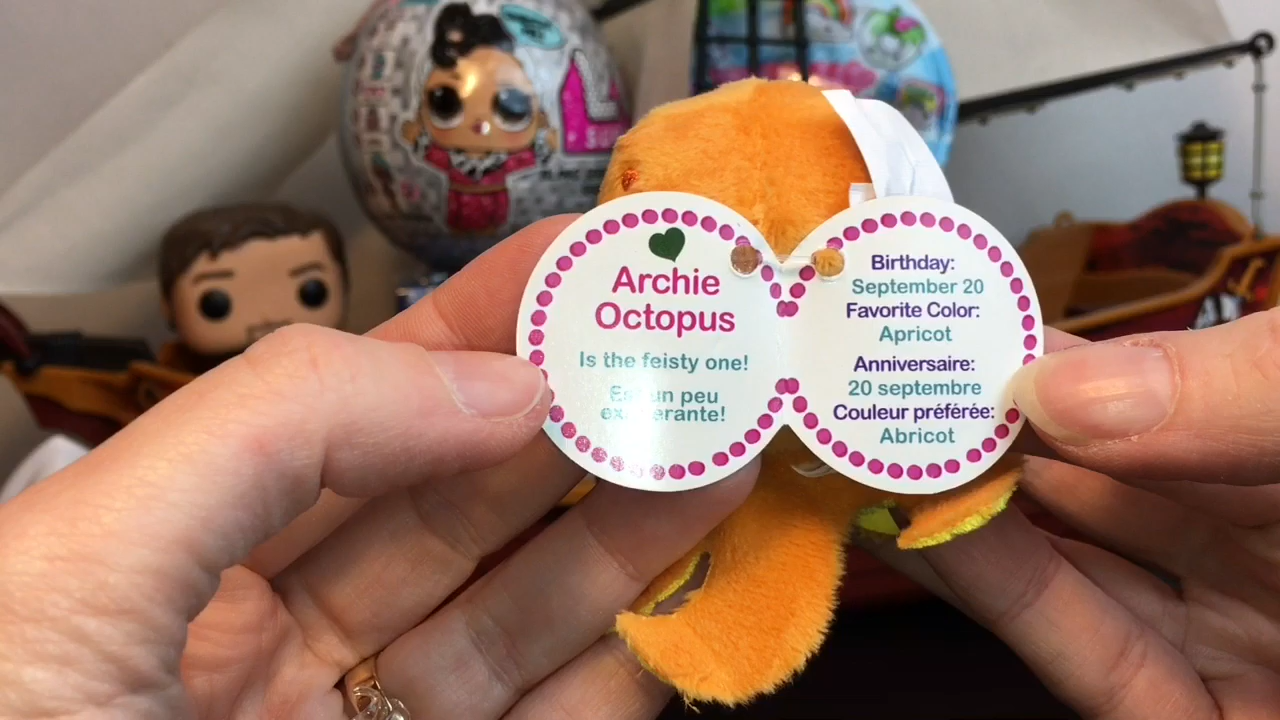 Archie
Octopus
Is the feisty one!
un peu
Birthday:
September 20
Favorite Color:
Apricot
Anniversaire:
20 septembre
Couleur préférée:
Abricot